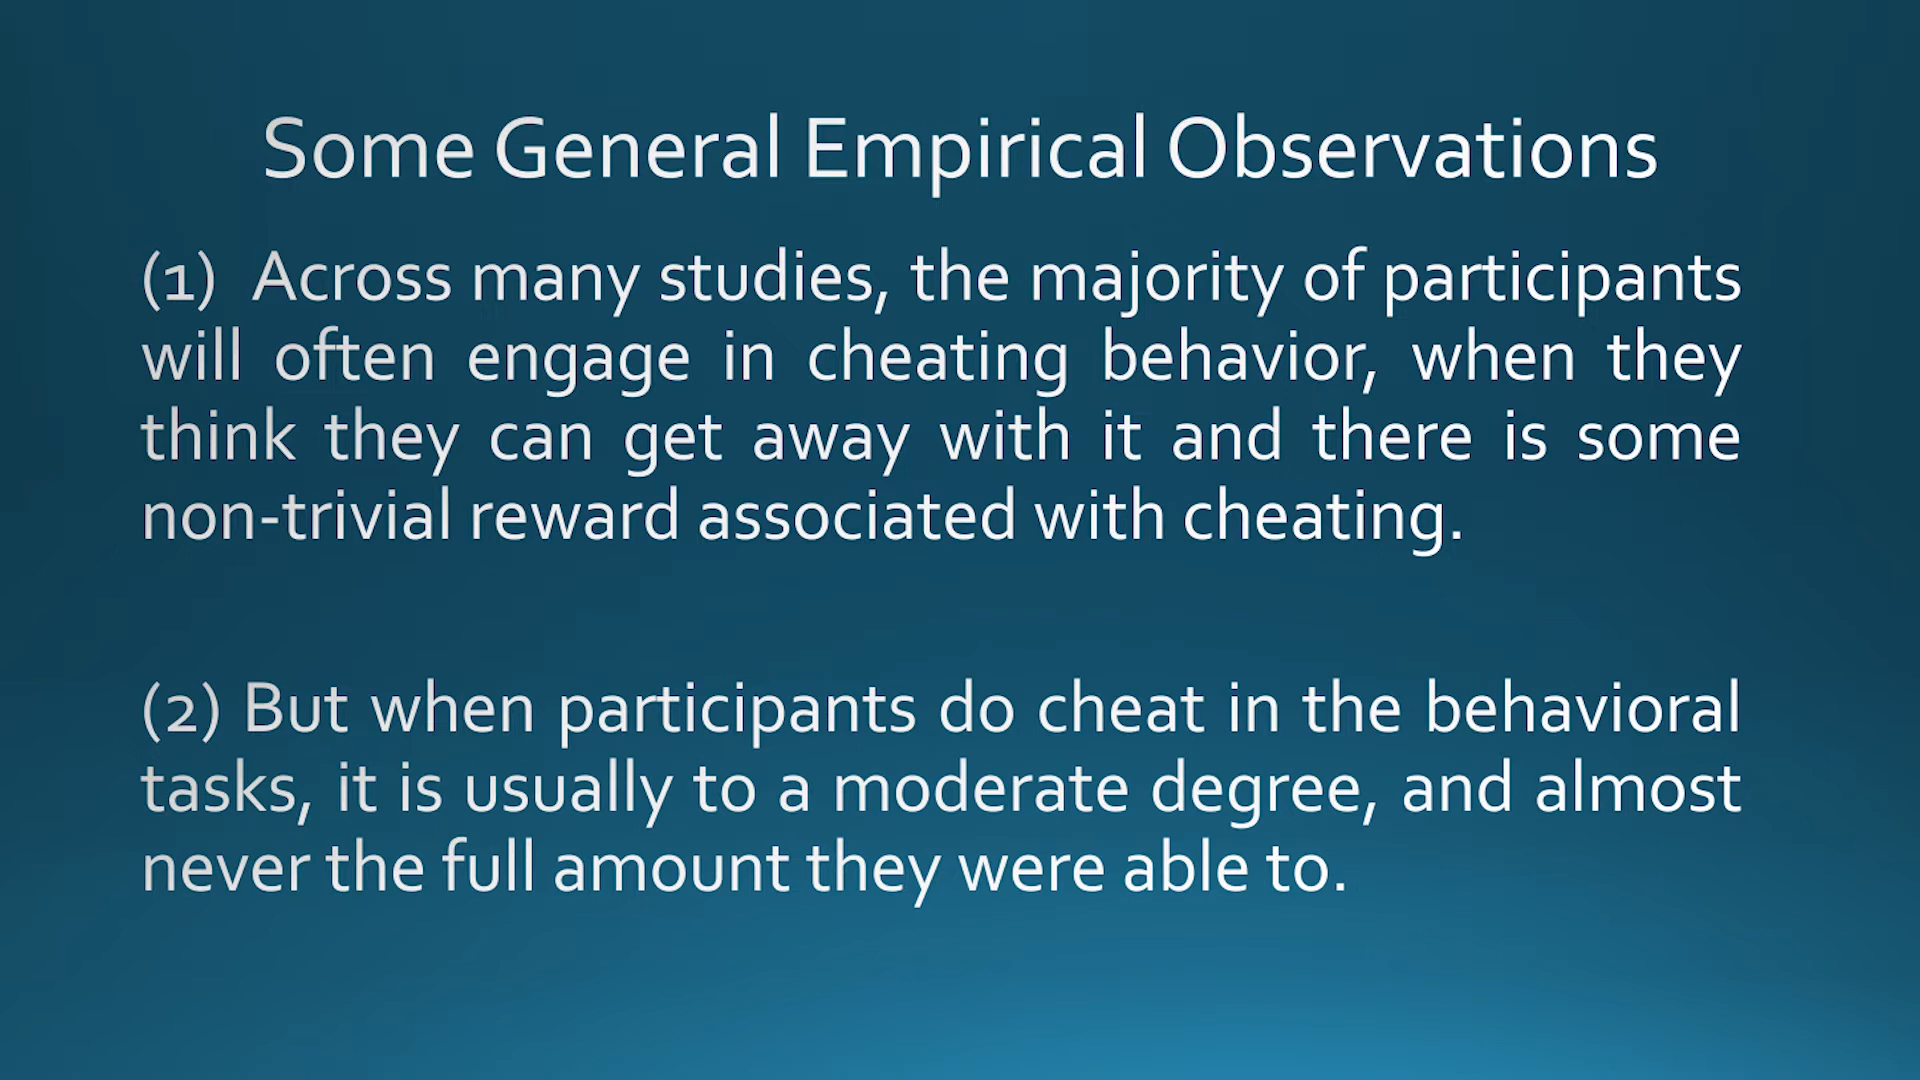 Some General Empirical Observations
(1) Across many studies, the majority of participants
will often engage in cheating behavior, when they
think they can get away with it and there is some
non-trivial reward associated with cheating.
(2) But when participants do cheat in the behavioral
tasks, it is usually to a moderate degree, and almost
never the full amount they were able to.